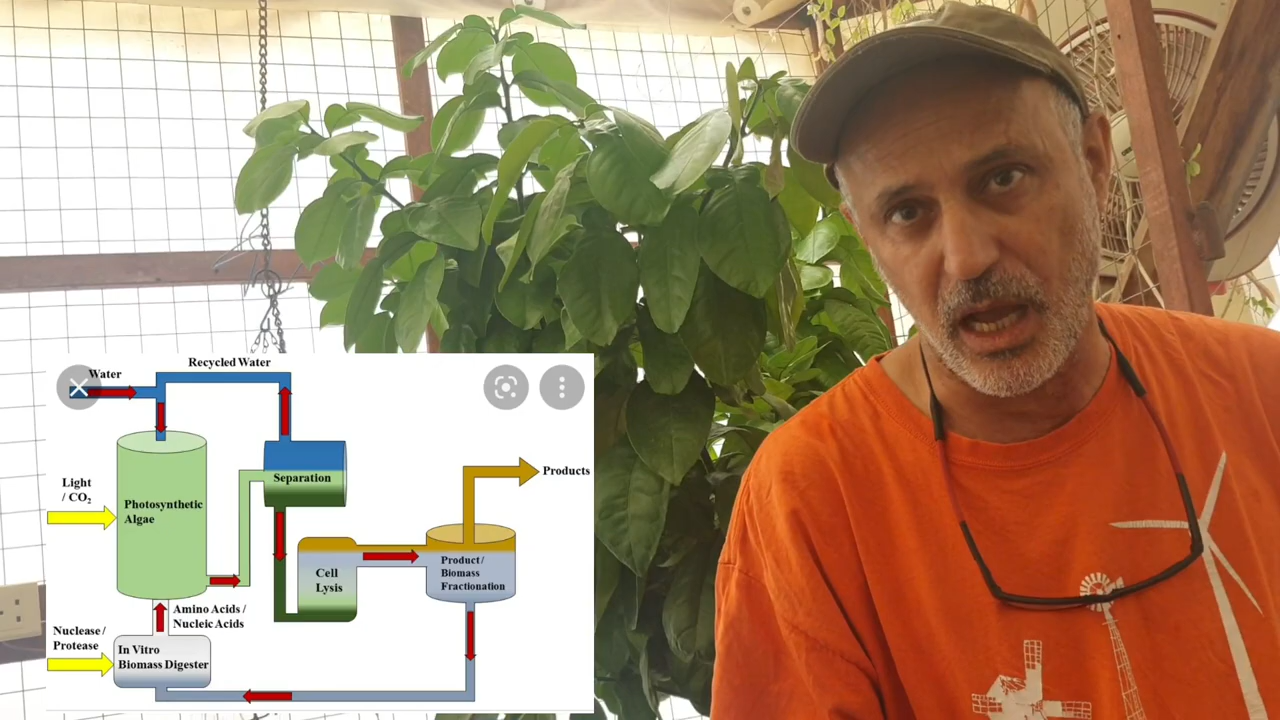 Recycled Water
Water
Light
/ CO₂
Photosynthetic
Algae
Separation
Products
Cell
Lysis
Product /
Biomass
Fractionation
Amino Acids /
Nucleic Acids
Nuclease /
Protease
In Vitro
Biomass Digester